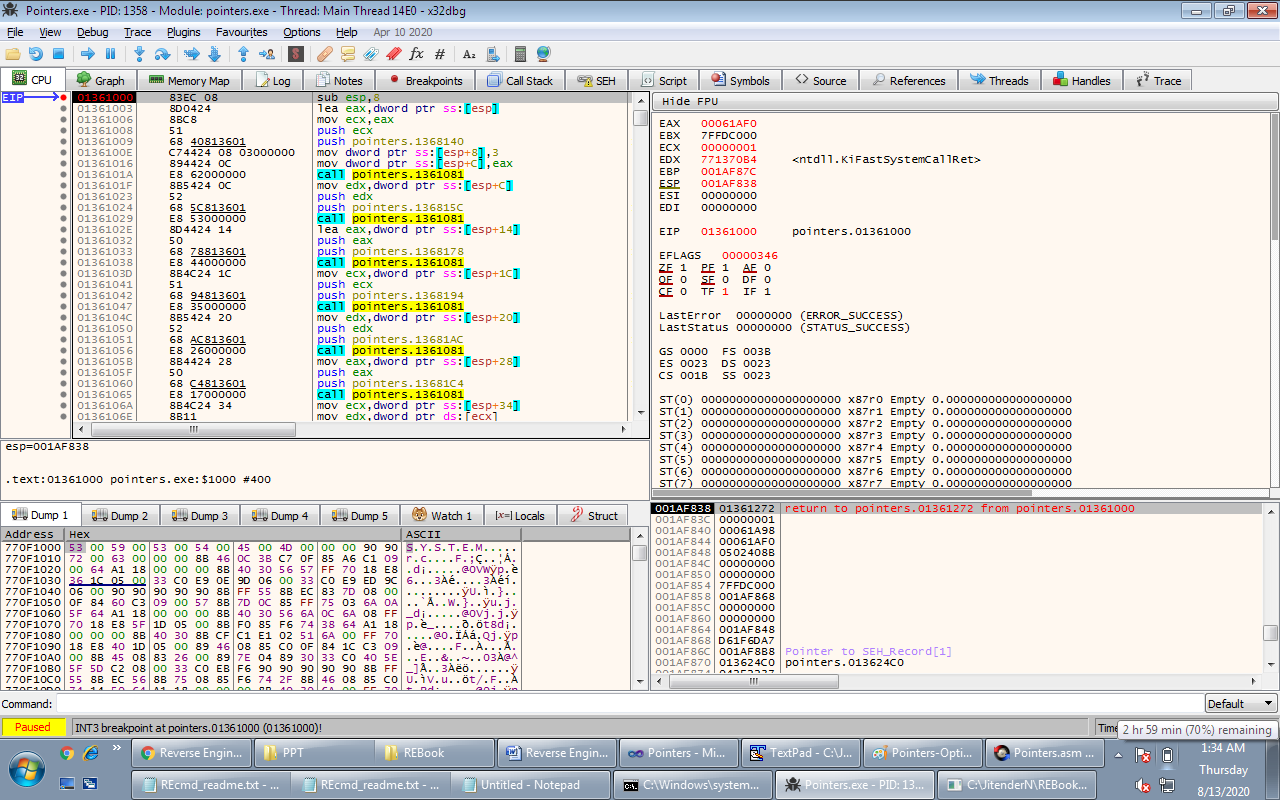 Pointers.exe - PID: 1358 - Module: pointers.exe - Thread: Main Thread 14E0 - x32dbg
File View Debug Trace Plugins Favourites Options Help Apr 10 2020
CPU Graph Memory Map Log Notes Breakpoints Call Stack SEH Script Symbols Source References Threads Handles Trace
EIP
01361000 83EC 08 sub esp,8
01361003 8D0424 lea eax,dword ptr ss:[esp]
01361006 8BC8 mov ecx,eax
01361008 51 push ecx
01361009 68 40813601 push pointers.1368140
0136100E C74424 08 03000000 mov dword ptr ss:[esp+8],3
01361016 894424 0C mov dword ptr ss:[esp+C],eax
0136101A E8 62000000 call pointers.1361081
0136101F 8B5424 0C mov edx,dword ptr ss:[esp+C]
01361023 52 push edx
01361024 68 5C813601 push pointers.136815C
01361029 E8 53000000 call pointers.1361081
0136102E 8D4424 14 lea eax,dword ptr ss:[esp+14]
01361032 50 push eax
01361033 68 78813601 push pointers.1368178
01361038 E8 44000000 call pointers.1361081
0136103D 8B4C24 1C mov ecx,dword ptr ss:[esp+1C]
01361041 51 push ecx
01361042 68 94813601 push pointers.1368194
01361047 E8 35000000 call pointers.1361081
0136104C 8B5424 20 mov edx,dword ptr ss:[esp+20]
01361050 52 push edx
01361051 68 AC813601 push pointers.13681AC
01361056 E8 26000000 call pointers.1361081
0136105B 8B4424 28 mov eax,dword ptr ss:[esp+28]
0136105F 50 push eax
01361060 68 C4813601 push pointers.13681C4
01361065 E8 17000000 call pointers.1361081
0136106A 8B4C24 34 mov ecx,dword ptr ss:[esp+34]
0136106E 8B11 mov edx,dword ptr ds:[ecx]
Hide FPU
EAX 00061AF0
EBX 7FFDC000
ECX 00000001
EDX 771370B4 <ntdll.KiFastSystemCallRet>
EBP 001AF87C
ESP 001AF838
ESI 00000000
EDI 00000000
EIP 01361000 pointers.01361000
EFLAGS 00000346
ZF 1 PF 1 AF 0
OF 0 SF 0 DF 0
CF 0 TF 1 IF 1
LastError 00000000 (ERROR_SUCCESS)
LastStatus 00000000 (STATUS_SUCCESS)
GS 0000 FS 003B
ES 0023 DS 0023
CS 001B SS 0023
ST(0) 00000000000000000000 x87r0 Empty 0.000000000000000000
ST(1) 00000000000000000000 x87r1 Empty 0.000000000000000000
ST(2) 00000000000000000000 x87r2 Empty 0.000000000000000000
ST(3) 00000000000000000000 x87r3 Empty 0.000000000000000000
ST(4) 00000000000000000000 x87r4 Empty 0.000000000000000000
ST(5) 00000000000000000000 x87r5 Empty 0.000000000000000000
ST(6) 00000000000000000000 x87r6 Empty 0.000000000000000000
ST(7) 00000000000000000000 x87r7 Empty 0.000000000000000000
esp=001AF838
.text:01361000 pointers.exe:$1000 #400
Dump 1 Dump 2 Dump 3 Dump 4 Dump 5 Watch 1 [x=] Locals Struct
Address Hex ASCII
770F1000 53 00 59 00 53 00 54 00 45 00 4D 00 00 00 90 90 S.Y.S.T.E.M.....
770F1010 72 00 63 00 00 00 8B 46 0C 3B C7 0F 85 A6 C1 09
770F1020 00 64 A1 18 00 00 00 8B 40 30 56 57 FF 70 18 E8
770F1030 36 1C 05 00 33 C0 E9 0E 9D 06 00 33 C0 E9 ED 9C
770F1040 06 00 90 90 90 90 90 8B FF 55 8B EC 83 7D 08 00
770F1050 0F 84 60 C3 09 00 57 8B 7D 0C 85 FF 75 03 6A 0A
770F1060 5F 64 A1 18 00 00 00 8B 40 30 56 6A 0C 6A 08 FF
770F1070 70 18 E8 5F 1D 05 00 8B F0 85 F6 74 38 64 A1 18
770F1080 00 00 00 8B 40 30 8B CF C1 E1 02 51 6A 00 FF 70
770F1090 18 E8 40 1D 05 00 89 46 08 85 C0 0F 84 1C C3 09
770F10A0 00 8B 45 08 83 26 00 89 7E 04 89 30 33 C0 40 5E
770F10B0 5F 5D C2 08 00 33 C0 EB F6 90 90 90 90 90 8B FF
770F10C0 55 8B EC 56 8B 75 08 85 F6 74 2F 8B 46 08 85 C0
001AF838 01361272 return to pointers.01361272 from pointers.01361000
001AF83C 00000001
001AF840 00061A98
001AF844 00061AF0
001AF848 0502408B
001AF84C 00000000
001AF850 00000000
001AF854 7FFDC000
001AF858 001AF868
001AF85C 00000000
001AF860 00000000
001AF864 001AF848
001AF868 D61F6DA7
001AF86C 001AF8B8 Pointer to SEH_Record[1]
001AF870 013624C0 pointers.013624C0
Command: Default
Paused INT3 breakpoint at pointers.01361000 (01361000)! Time
2 hr 59 min (70%) remaining
Reverse Engin... PPT REBook Reverse Engin... Pointers - Mi... TextPad - C:\U... Pointers-Opti... Pointers.asm ... 1:34 AM
Thursday
REcmd_readme.txt - ... REcmd_readme.txt - ... Untitled - Notepad C:\Windows\system... Pointers.exe - PID: 13... C:\JitenderN\REBook... 8/13/2020